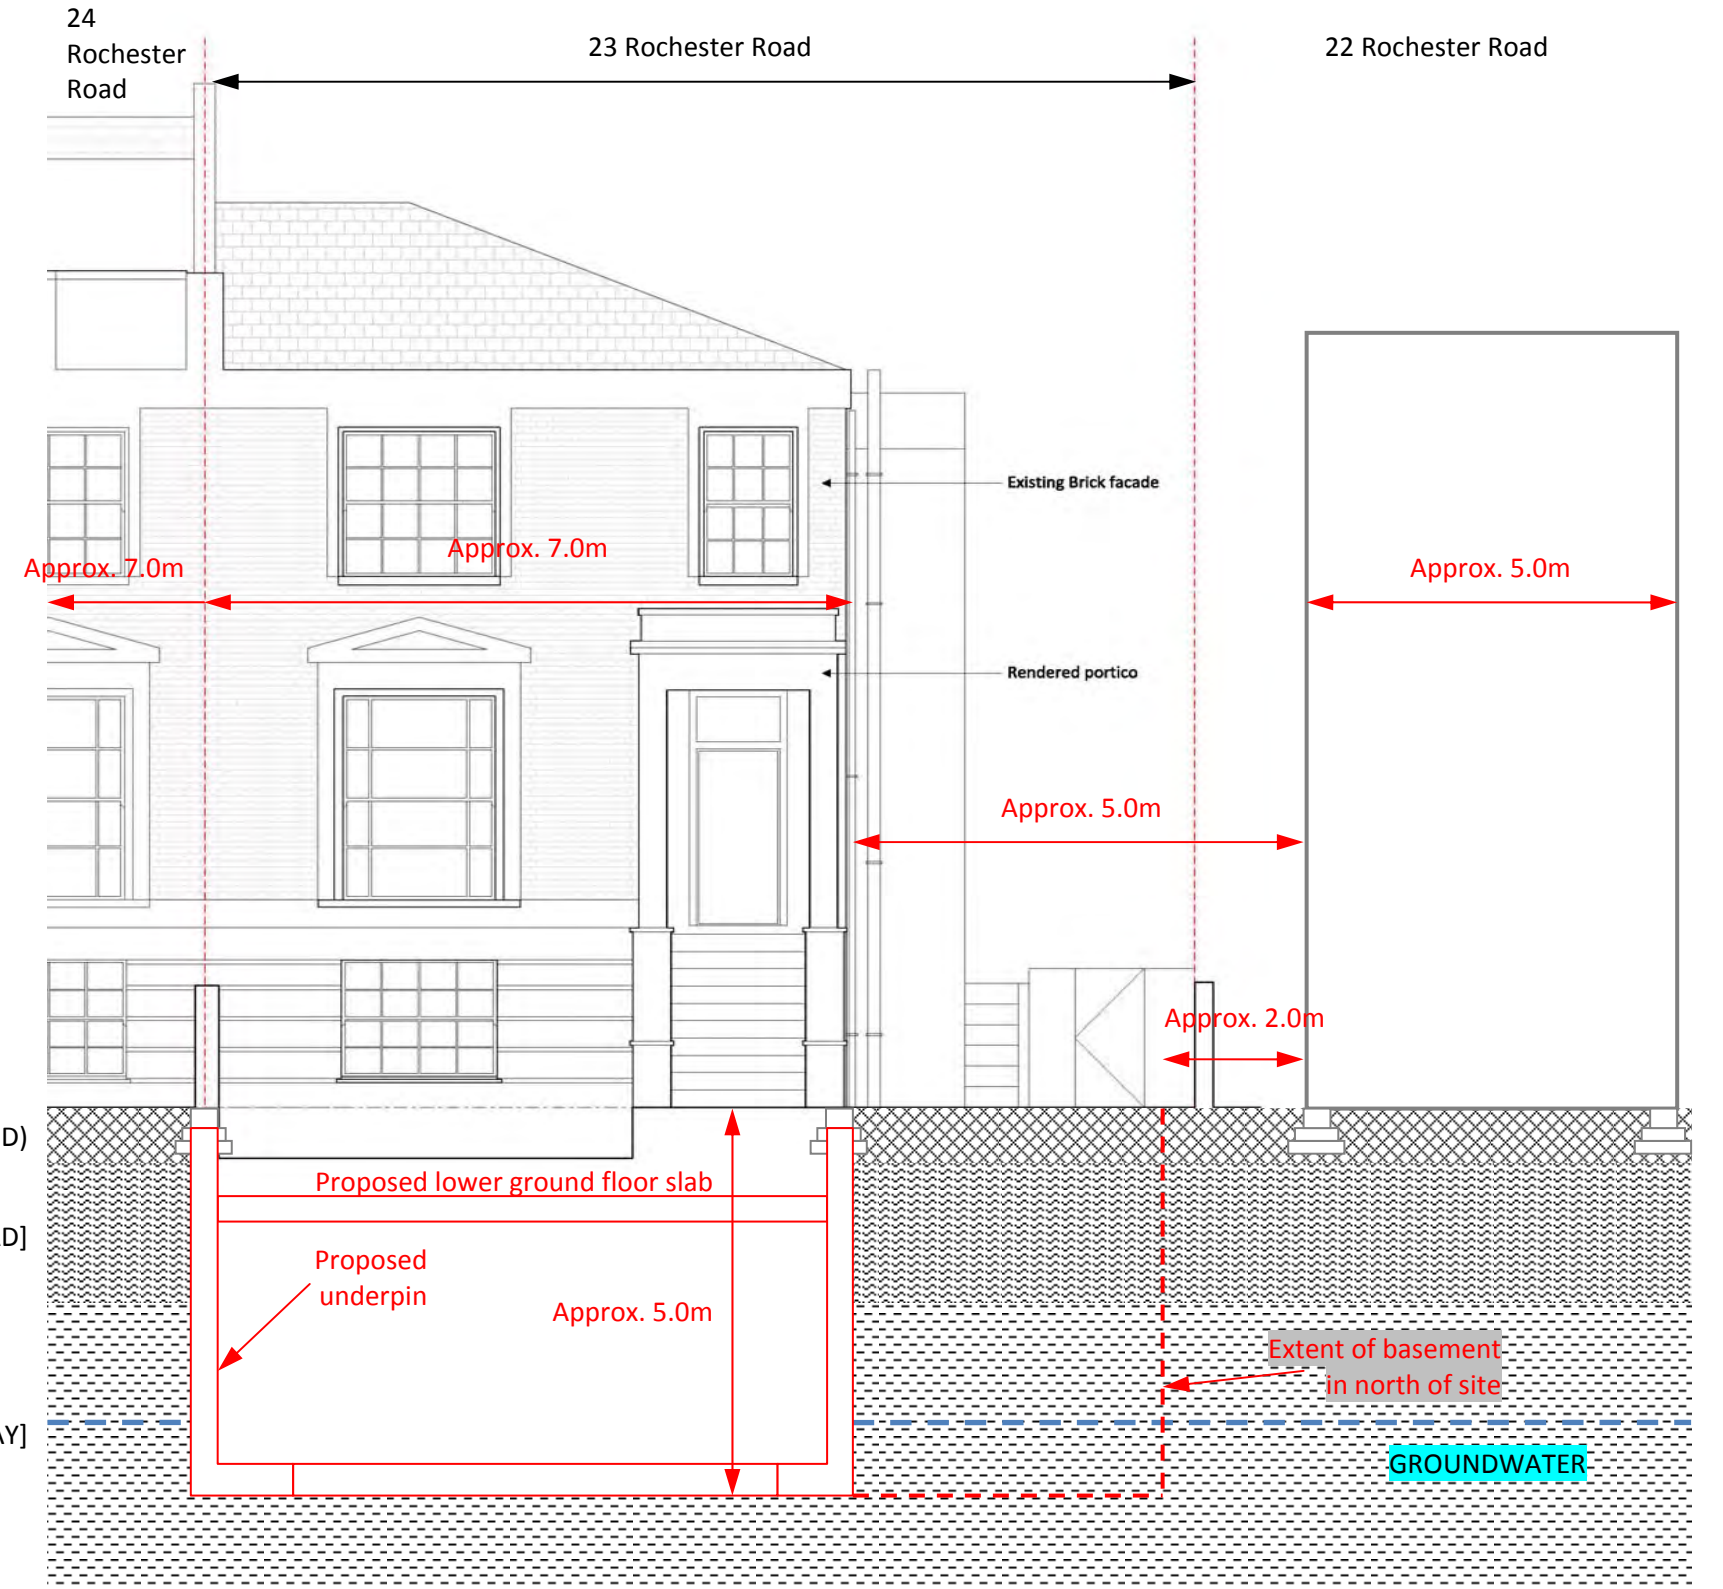 24
Rochester
Road
23 Rochester Road
22 Rochester Road
Existing Brick facade
Approx. 7.0m
Approx. 7.0m
Approx. 5.0m
Rendered portico
Approx. 5.0m
Approx. 2.0m
D)
Proposed lower ground floor slab
D]
Proposed
underpin
Approx. 5.0m
Extent of basement
in north of site
AY]
GROUNDWATER